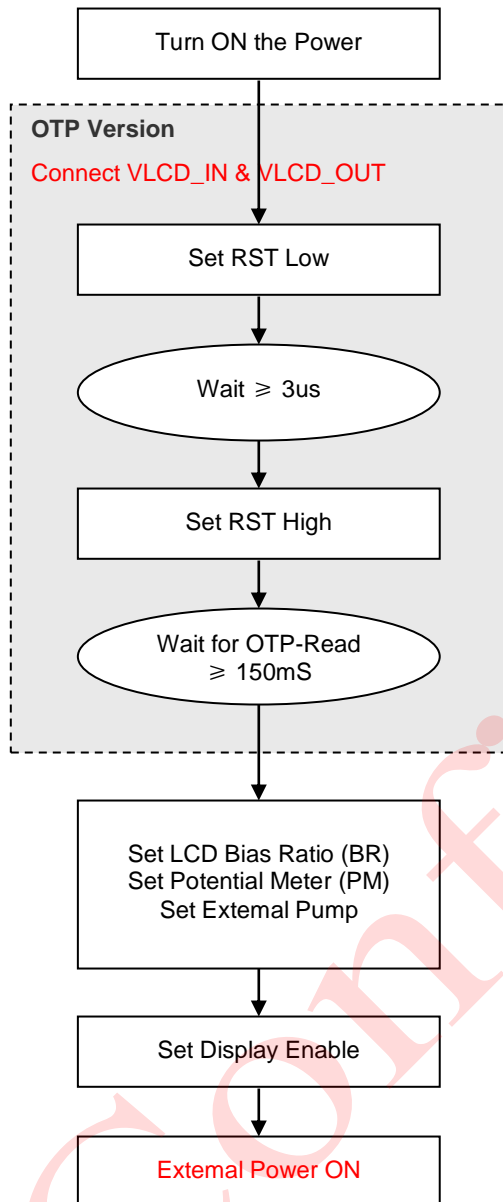 Turn ON the Power
OTP Version
Connect VLCD_IN & VLCD_OUT
Set RST Low
Wait ≥ 3us
Set RST High
Wait for OTP-Read
≥ 150mS
Set LCD Bias Ratio (BR)
Set Potential Meter (PM)
Set External Pump
Set Display Enable
External Power ON